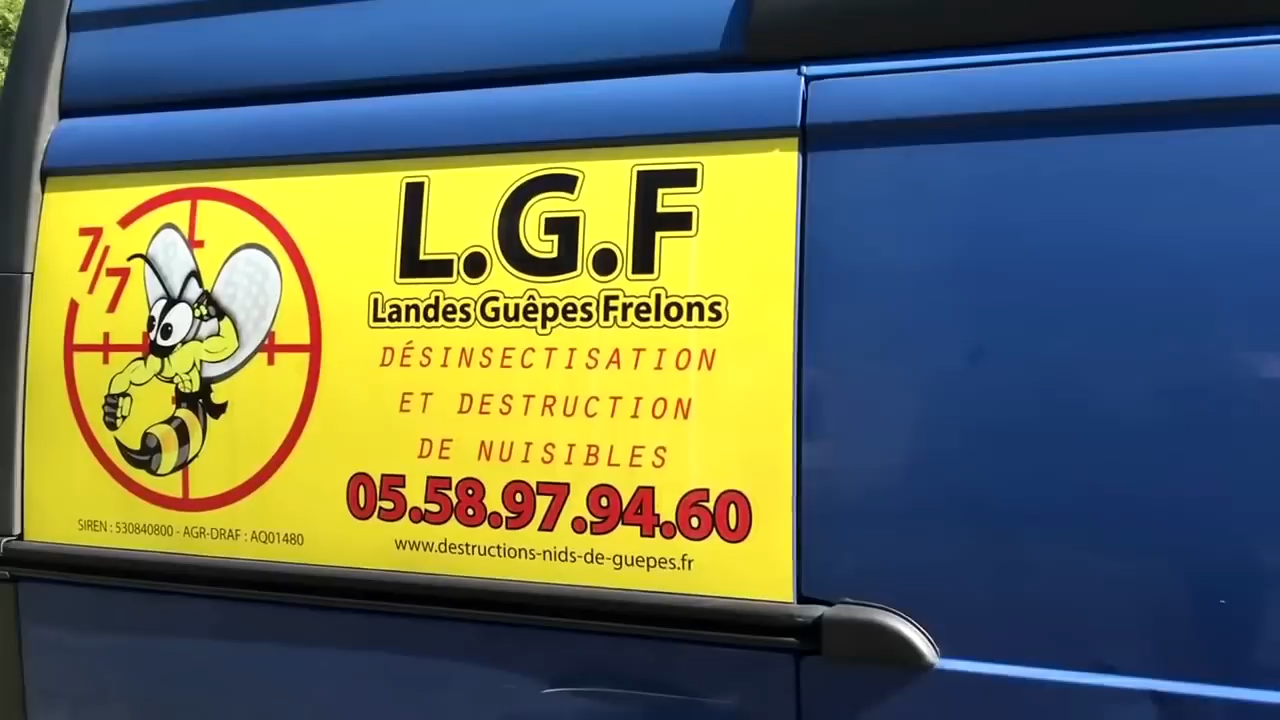 7/7
L.G.F
Landes Guêpes Frelons
DÉSINSECTISATION
ET DESTRUCTION
DE NUISIBLES
05.58.97.94.60
www.destructions-nids-de-guepes.fr
SIREN : 530840800 - AGR-DRAF : AQ01480